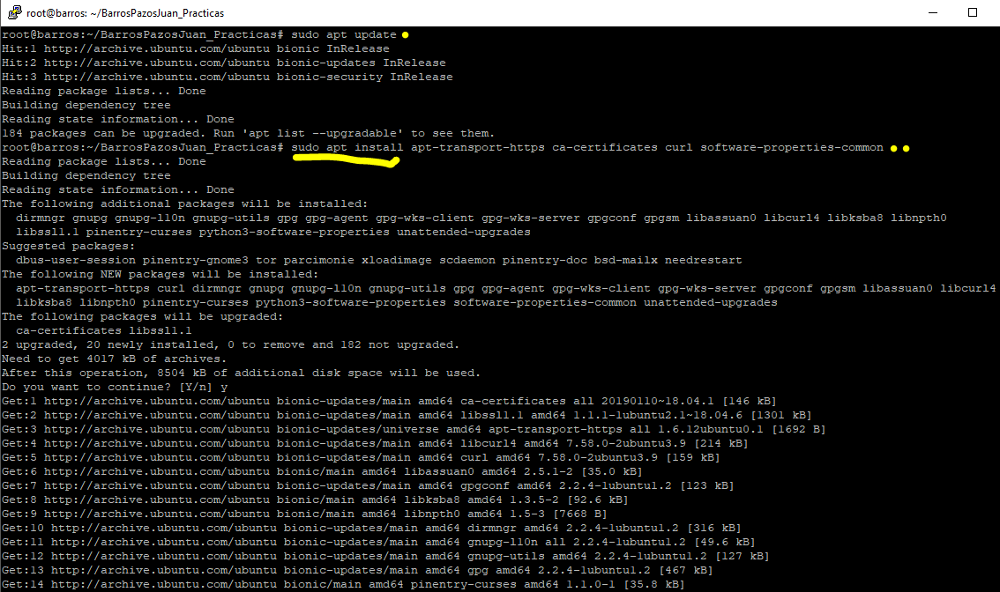 root@barros: ~/BarrosPazosJuan_Practicas
root@barros:~/BarrosPazosJuan_Practicas# sudo apt update
Hit:1 http://archive.ubuntu.com/ubuntu bionic InRelease
Hit:2 http://archive.ubuntu.com/ubuntu bionic-updates InRelease
Hit:3 http://archive.ubuntu.com/ubuntu bionic-security InRelease
Reading package lists... Done
Building dependency tree
Reading state information... Done
184 packages can be upgraded. Run 'apt list --upgradable' to see them.
root@barros:~/BarrosPazosJuan_Practicas# sudo apt install apt-transport-https ca-certificates curl software-properties-common
Reading package lists... Done
Building dependency tree
Reading state information... Done
The following additional packages will be installed:
  dirmngr gnupg gnupg-l10n gnupg-utils gpg gpg-agent gpg-wks-client gpg-wks-server gpgconf gpgsm libassuan0 libcurl4 libksba8 libnpth0
  libssl1.1 pinentry-curses python3-software-properties unattended-upgrades
Suggested packages:
  dbus-user-session pinentry-gnome3 tor parcimonie xloadimage scdaemon pinentry-doc bsd-mailx needrestart
The following NEW packages will be installed:
  apt-transport-https curl dirmngr gnupg gnupg-l10n gnupg-utils gpg gpg-agent gpg-wks-client gpg-wks-server gpgconf gpgsm libassuan0 libcurl4
  libksba8 libnpth0 pinentry-curses python3-software-properties software-properties-common unattended-upgrades
The following packages will be upgraded:
  ca-certificates libssl1.1
2 upgraded, 20 newly installed, 0 to remove and 182 not upgraded.
Need to get 4017 kB of archives.
After this operation, 8504 kB of additional disk space will be used.
Do you want to continue? [Y/n] y
Get:1 http://archive.ubuntu.com/ubuntu bionic-updates/main amd64 ca-certificates all 20190110~18.04.1 [146 kB]
Get:2 http://archive.ubuntu.com/ubuntu bionic-updates/main amd64 libssl1.1 amd64 1.1.1-1ubuntu2.1~18.04.6 [1301 kB]
Get:3 http://archive.ubuntu.com/ubuntu bionic-updates/universe amd64 apt-transport-https all 1.6.12ubuntu0.1 [1692 B]
Get:4 http://archive.ubuntu.com/ubuntu bionic-updates/main amd64 libcurl4 amd64 7.58.0-2ubuntu3.9 [214 kB]
Get:5 http://archive.ubuntu.com/ubuntu bionic-updates/main amd64 curl amd64 7.58.0-2ubuntu3.9 [159 kB]
Get:6 http://archive.ubuntu.com/ubuntu bionic/main amd64 libassuan0 amd64 2.5.1-2 [35.0 kB]
Get:7 http://archive.ubuntu.com/ubuntu bionic-updates/main amd64 gpgconf amd64 2.2.4-1ubuntu1.2 [123 kB]
Get:8 http://archive.ubuntu.com/ubuntu bionic/main amd64 libksba8 amd64 1.3.5-2 [92.6 kB]
Get:9 http://archive.ubuntu.com/ubuntu bionic/main amd64 libnpth0 amd64 1.5-3 [7668 B]
Get:10 http://archive.ubuntu.com/ubuntu bionic-updates/main amd64 dirmngr amd64 2.2.4-1ubuntu1.2 [316 kB]
Get:11 http://archive.ubuntu.com/ubuntu bionic-updates/main amd64 gnupg-l10n all 2.2.4-1ubuntu1.2 [49.6 kB]
Get:12 http://archive.ubuntu.com/ubuntu bionic-updates/main amd64 gnupg-utils amd64 2.2.4-1ubuntu1.2 [127 kB]
Get:13 http://archive.ubuntu.com/ubuntu bionic-updates/main amd64 gpg amd64 2.2.4-1ubuntu1.2 [467 kB]
Get:14 http://archive.ubuntu.com/ubuntu bionic/main amd64 pinentry-curses amd64 1.1.0-1 [35.8 kB]